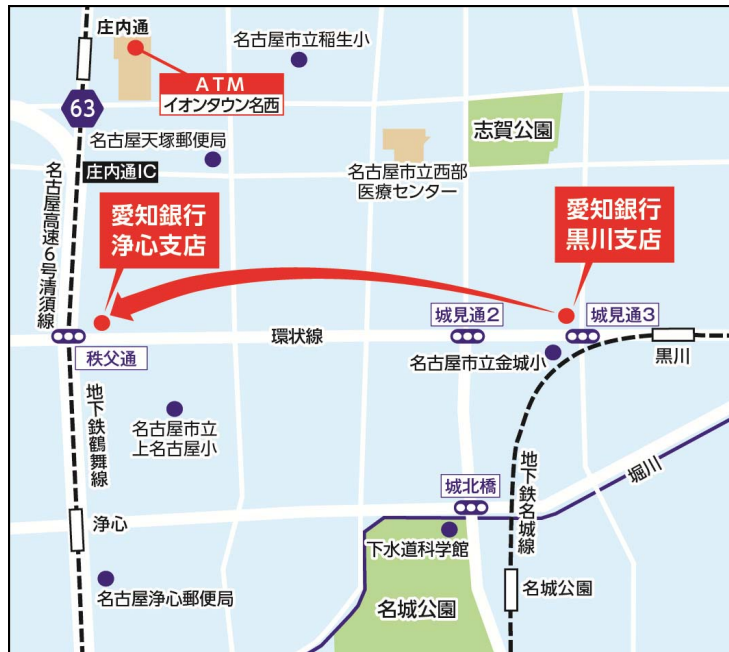 庄内通
名古屋市立稲生小
ATM
イオンタウン名西
63
志賀公園
名古屋天塚郵便局
庄内通IC
名古屋市立西部
医療センター
名古屋高速6号清須線
愛知銀行
浄心支店
愛知銀行
黒川支店
城見通2
城見通3
環状線
秩父通
名古屋市立金城小
黒川
地下鉄鶴舞線
名古屋市立
上名古屋小
地下鉄名城線
堀川
城北橋
浄心
下水道科学館
名古屋浄心郵便局
名城公園
名城公園